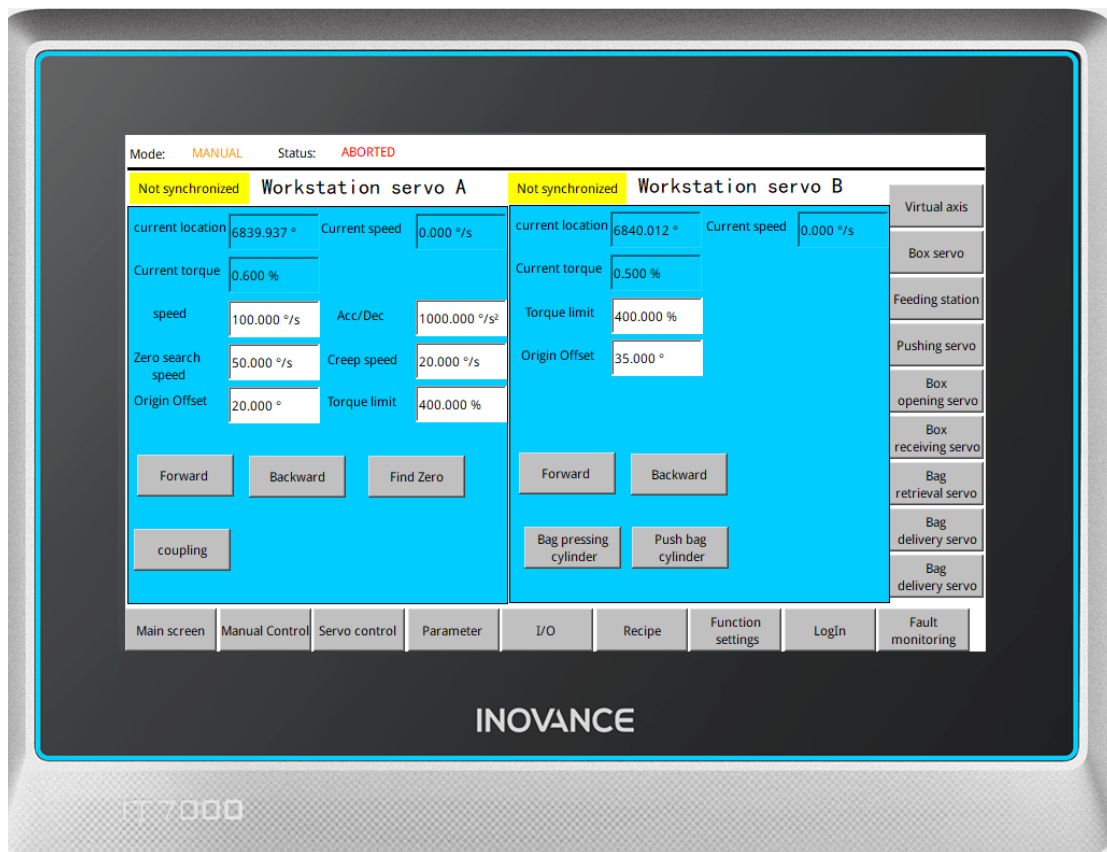 Mode: MANUAL Status: ABORTED
Not synchronized Workstation servo A
current location 6839.937 ° Current speed 0.000 °/s
Current torque 0.600 %
speed 100.000 °/s Acc/Dec 1000.000 °/s²
Zero search
speed
50.000 °/s Creep speed 20.000 °/s
Origin Offset 20.000 ° Torque limit 400.000 %
Forward Backward Find Zero
coupling
Not synchronized Workstation servo B
current location 6840.012 ° Current speed 0.000 °/s
Current torque 0.500 %
Torque limit 400.000 %
Origin Offset 35.000 °
Forward Backward
Bag pressing
cylinder
Push bag
cylinder
Virtual axis
Box servo
Feeding station
Pushing servo
Box
opening servo
Box
receiving servo
Bag
retrieval servo
Bag
delivery servo
Bag
delivery servo
Main screen Manual Control Servo control Parameter I/O Recipe
Function
settings
LogIn
Fault
monitoring
INOVANCE
IT 7000